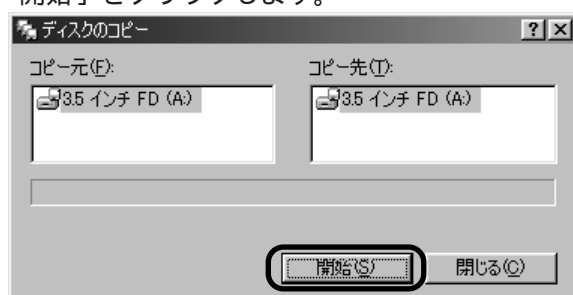 開始」をクリックします。
ディスクのコピー
コピー元(F):
コピー先(T):
3.5 インチ FD (A:)
3.5 インチ FD (A:)
開始(S)
閉じる(C)